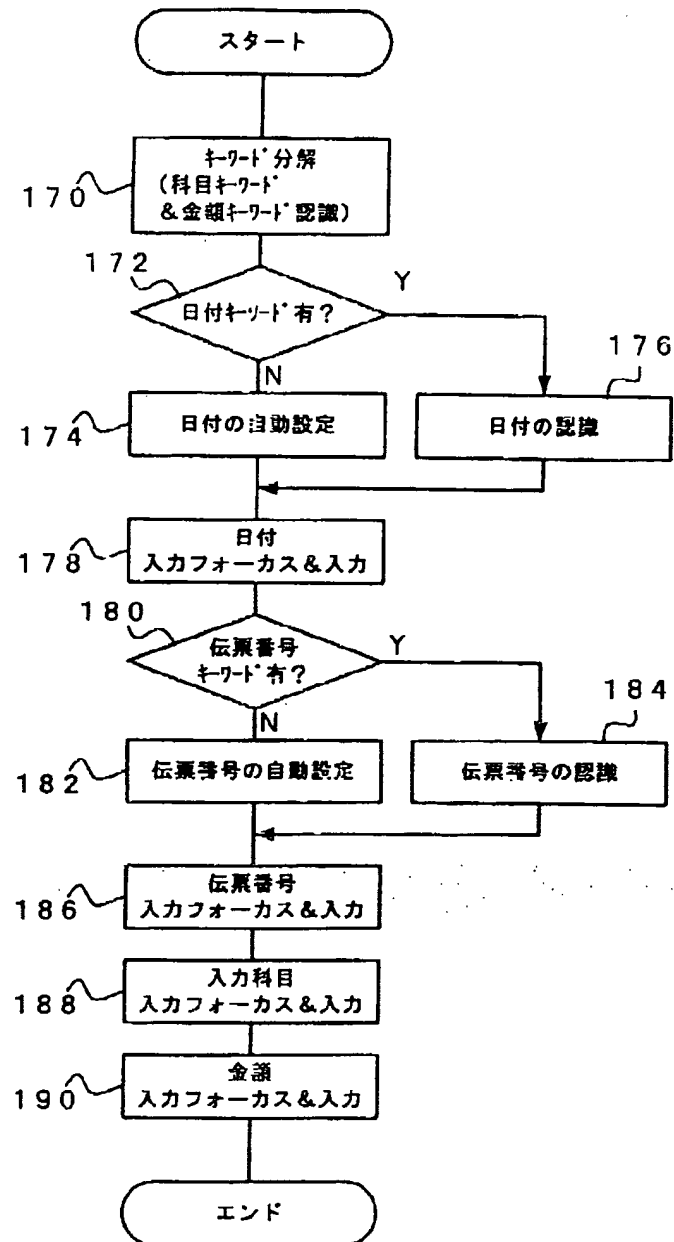 スタート
キーワード分解
(科目キーワード
&金額キーワード認識)
170
172
日付キーワード有?
Y
N
176
174
日付の自動設定
日付の認識
日付
入力フォーカス&入力
178
180
伝票番号
キーワード有?
Y
N
184
182
伝票番号の自動設定
伝票番号の認識
伝票番号
入力フォーカス&入力
186
入力科目
入力フォーカス&入力
188
金額
入力フォーカス&入力
190
エンド